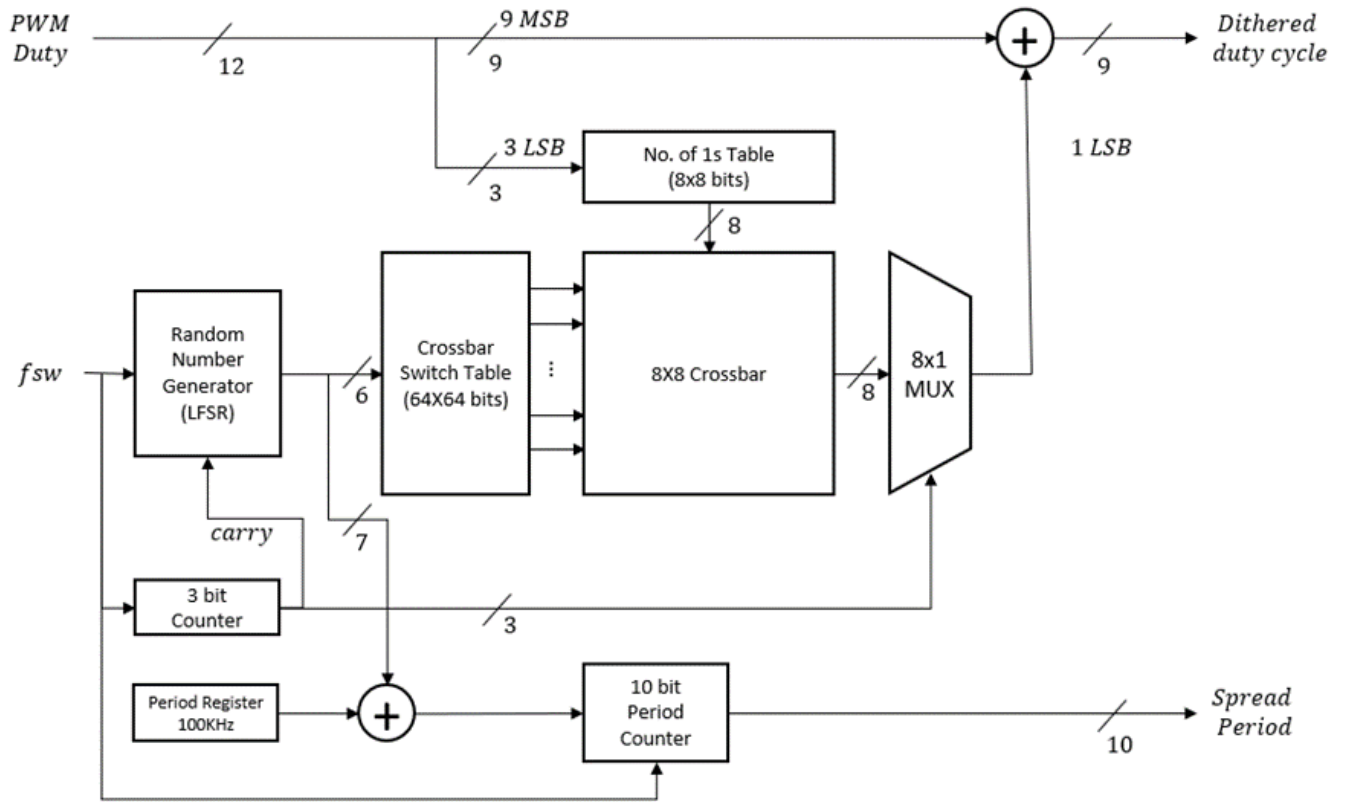 PWM
Duty
12
9 MSB
9
+
9
Dithered
duty cycle
3 LSB
3
No. of 1s Table
(8x8 bits)
8
1 LSB
fsw
Random
Number
Generator
(LFSR)
6
Crossbar
Switch Table
(64X64 bits)
...
8X8 Crossbar
8
8x1
MUX
carry
7
3 bit
Counter
3
Period Register
100KHz
+
10 bit
Period
Counter
10
Spread
Period